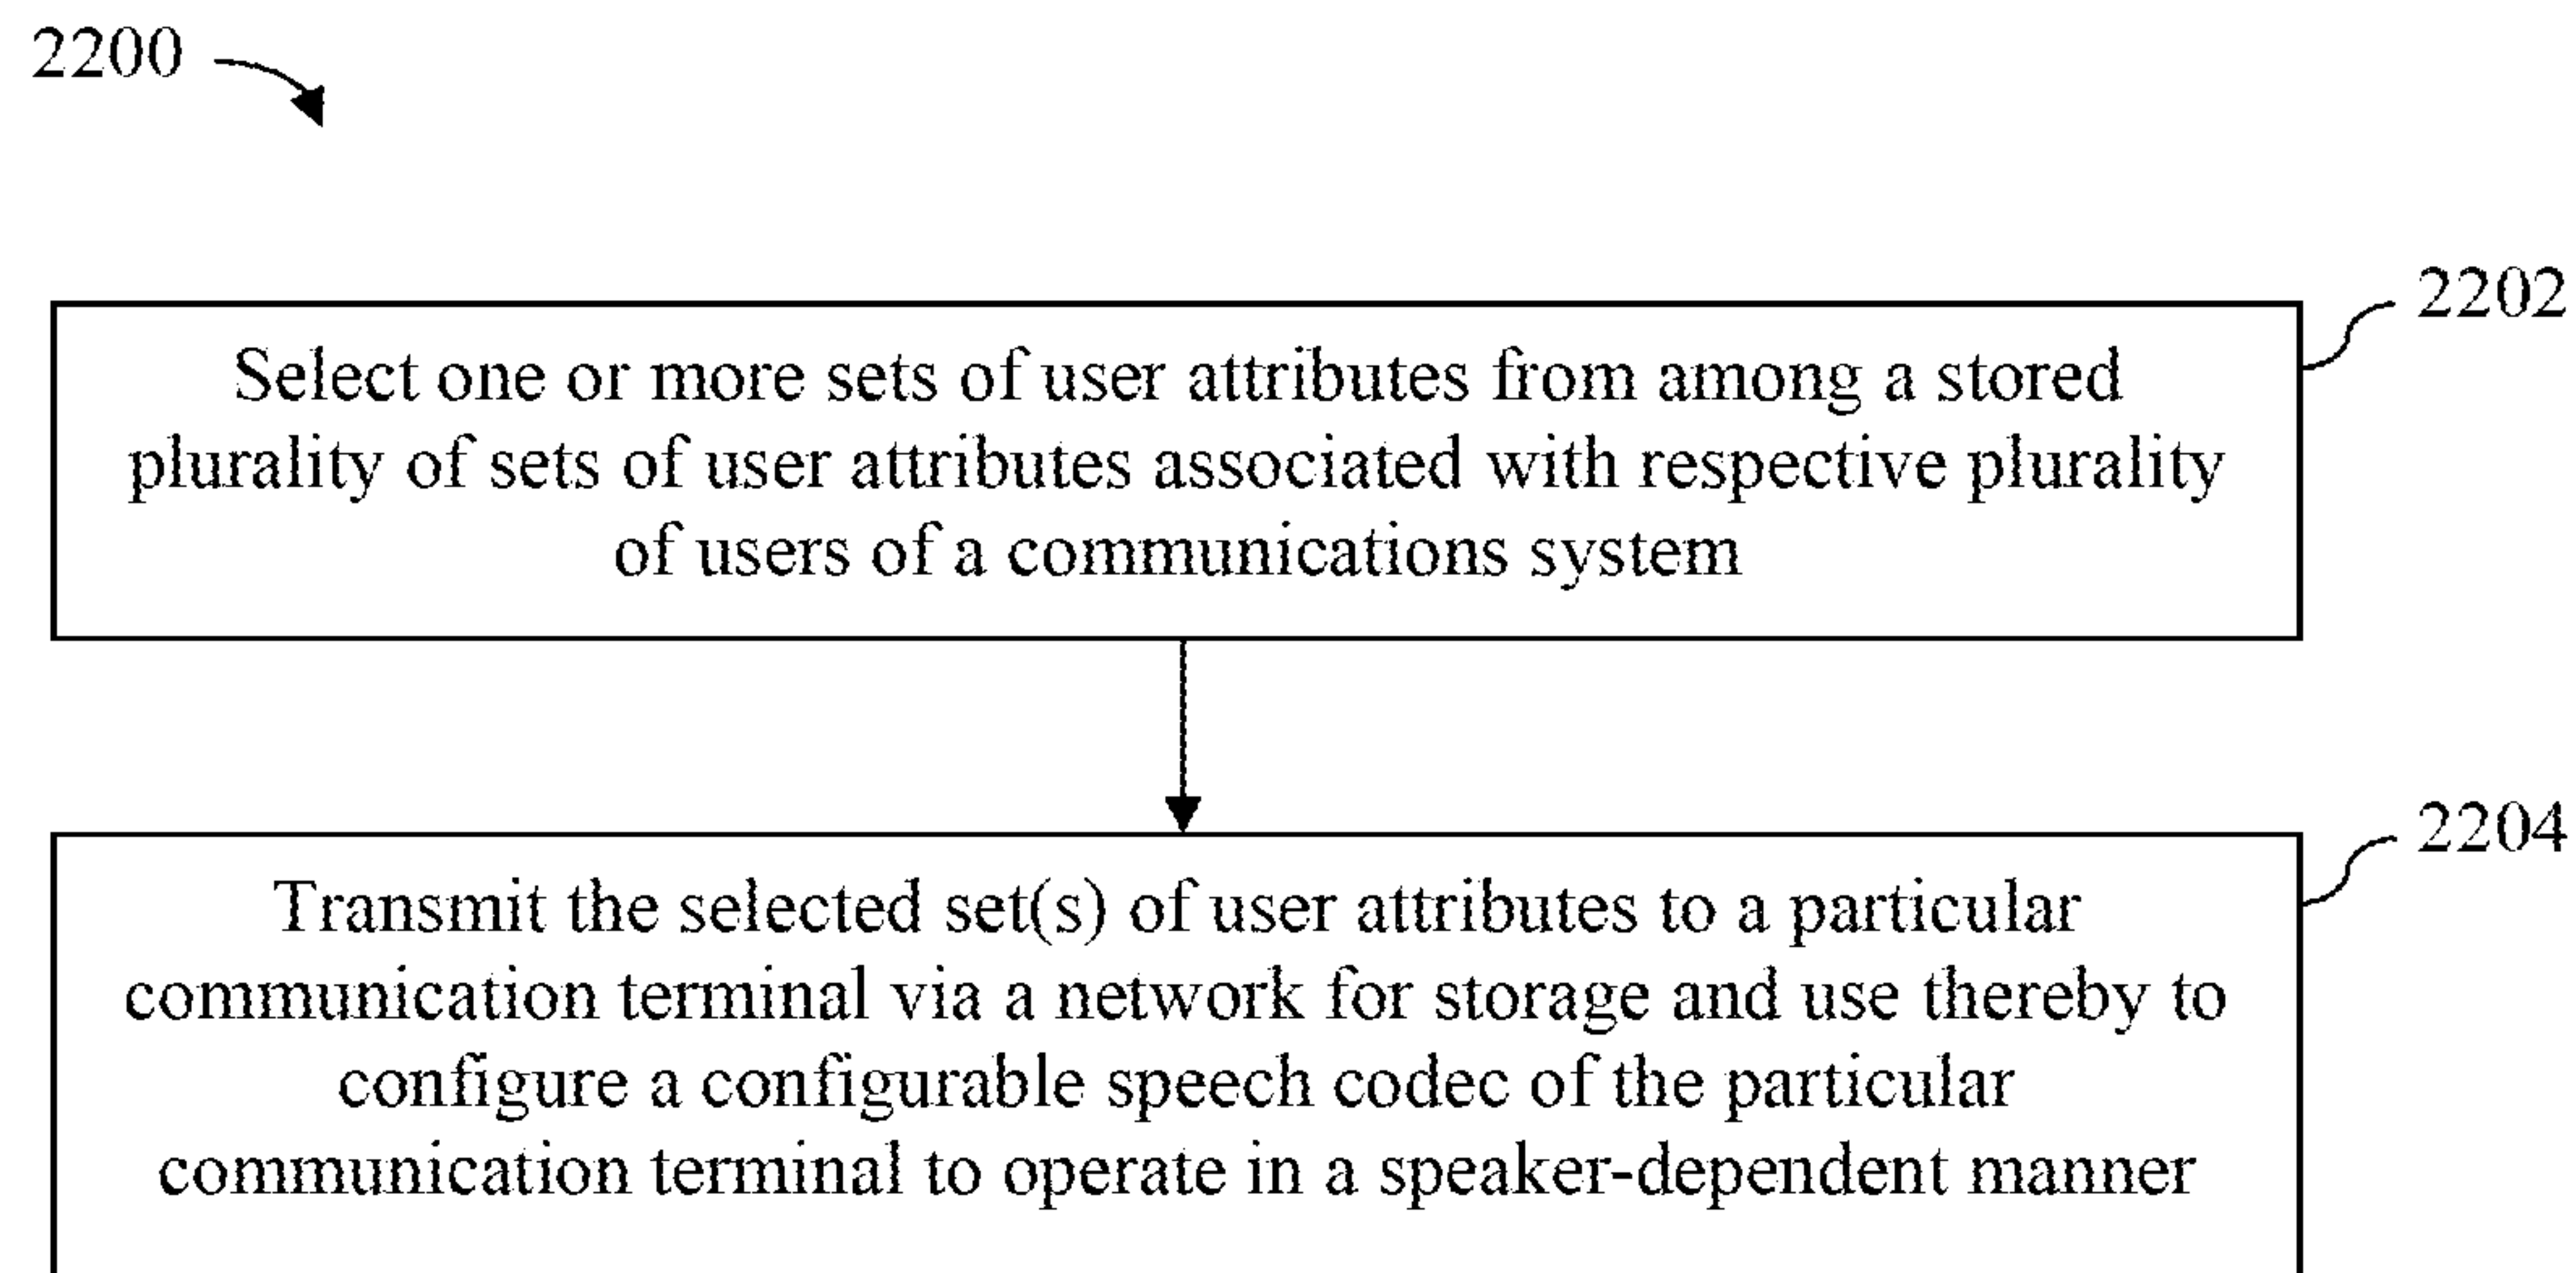 2200
2202
Select one or more sets of user attributes from among a stored
plurality of sets of user attributes associated with respective plurality
of users of a communications system
2204
Transmit the selected set(s) of user attributes to a particular
communication terminal via a network for storage and use thereby to
configure a configurable speech codec of the particular
communication terminal to operate in a speaker-dependent manner